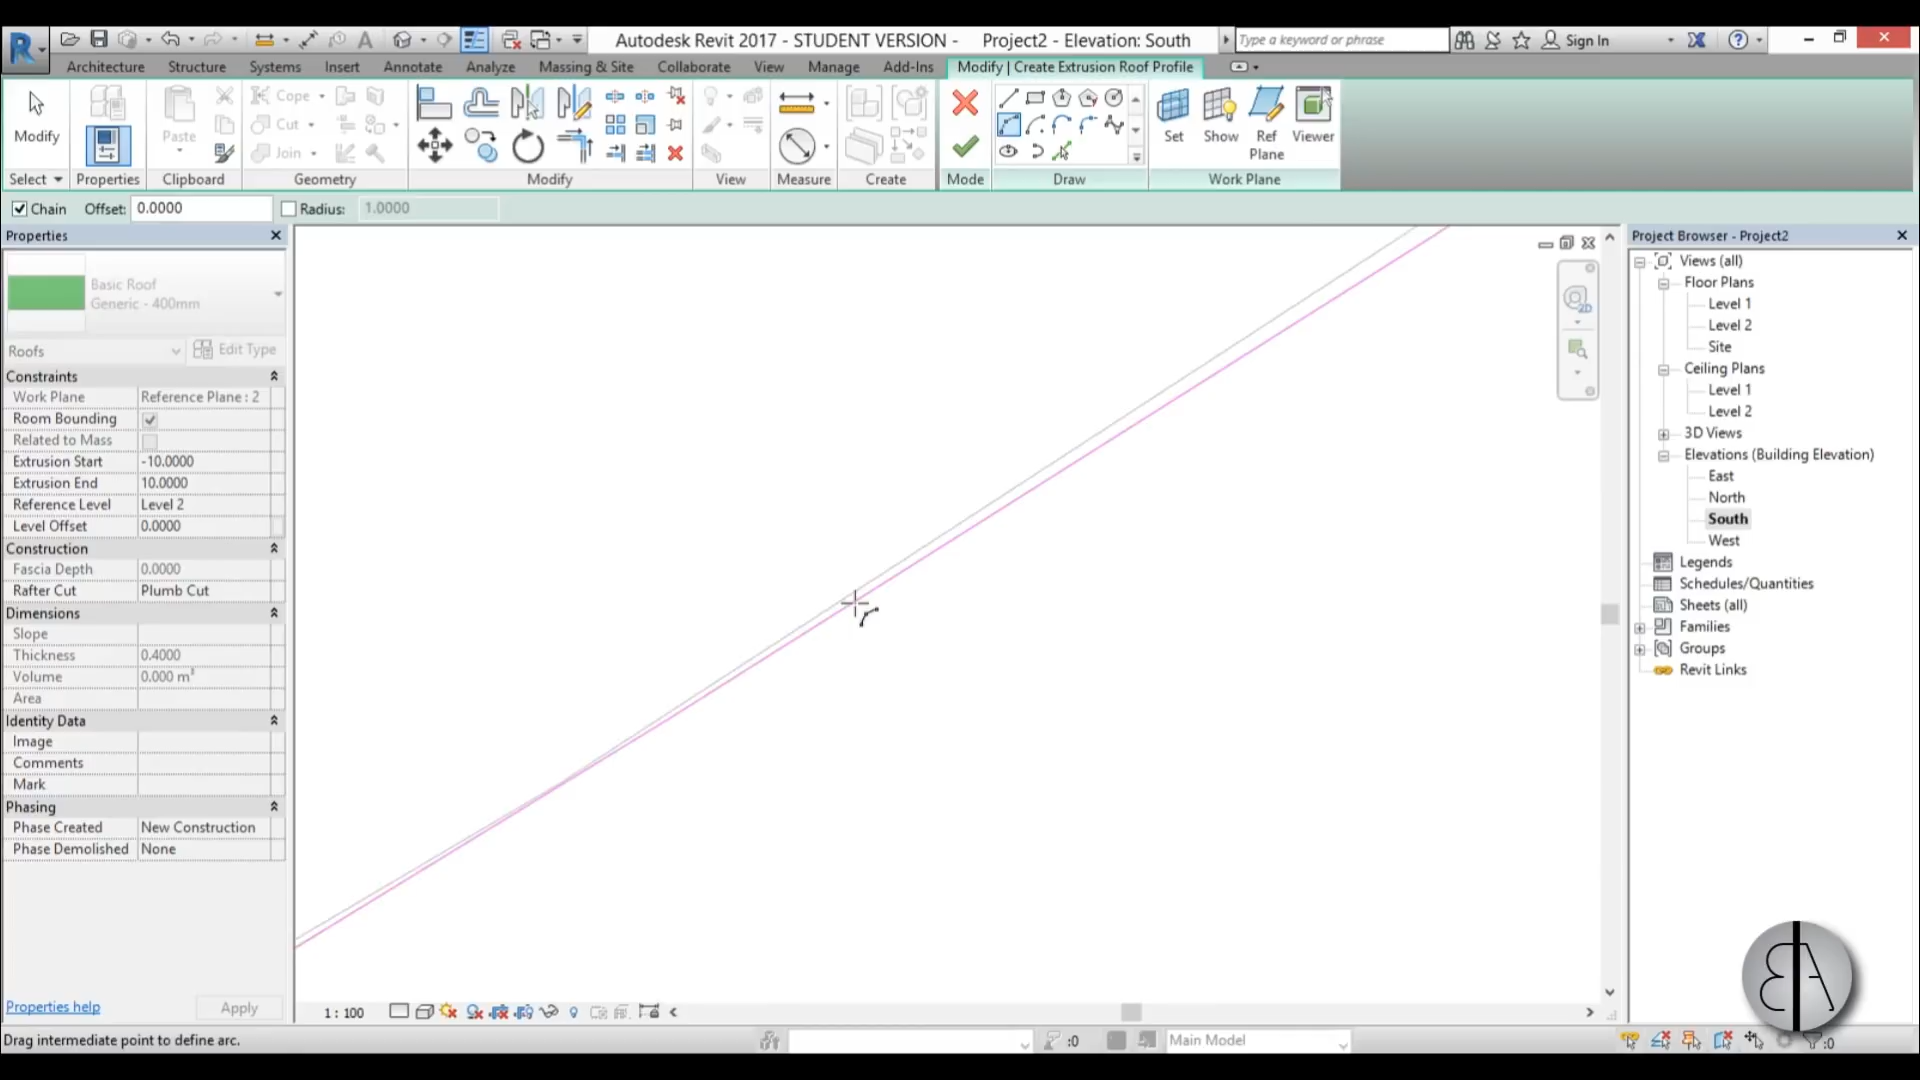 Autodesk Revit 2017 - STUDENT VERSION - Project2 - Elevation: South
Type a keyword or phrase
Sign In
Architecture Structure Systems Insert Annotate Analyze Massing & Site Collaborate View Manage Add-Ins Modify | Create Extrusion Roof Profile
Modify Paste Cope Cut Join Set Show Ref Plane Viewer
Select Properties Clipboard Geometry Modify View Measure Create Mode Draw Work Plane
Chain Offset: 0.0000 Radius: 1.0000
Properties
Basic Roof
Generic - 400mm
Roofs Edit Type
Constraints
Work Plane Reference Plane : 2
Room Bounding
Related to Mass
Extrusion Start -10.0000
Extrusion End 10.0000
Reference Level Level 2
Level Offset 0.0000
Construction
Fascia Depth 0.0000
Rafter Cut Plumb Cut
Dimensions
Slope
Thickness 0.4000
Volume 0.000 m³
Area
Identity Data
Image
Comments
Mark
Phasing
Phase Created New Construction
Phase Demolished None
Properties help Apply
2D
1 : 100
Project Browser - Project2
Views (all)
Floor Plans
Level 1
Level 2
Site
Ceiling Plans
Level 1
Level 2
3D Views
Elevations (Building Elevation)
East
North
South
West
Legends
Schedules/Quantities
Sheets (all)
Families
Groups
Revit Links
Drag intermediate point to define arc.
:0
Main Model
:0